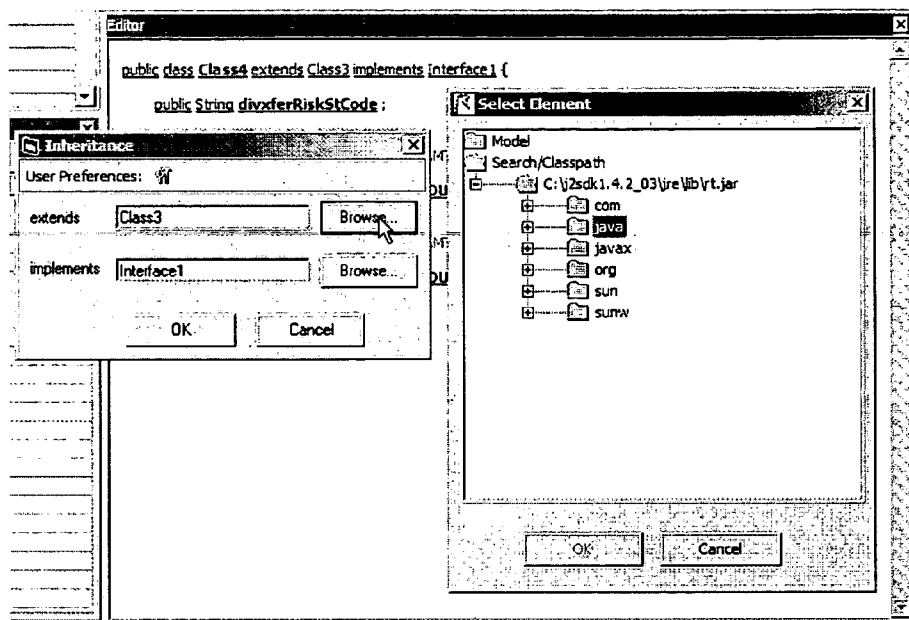 Editor
public class Class4 extends Class3 implements Interface1 {
public String divxferRiskStCode ;
Select Element
Model
Search/Classpath
C:\j2sdk1.4.2_03\jre\lib\rt.jar
com
java
javax
org
sun
sunw
OK
Cancel
Inheritance
User Preferences:
extends
Class3
Browse...
implements
Interface1
Browse...
OK
Cancel